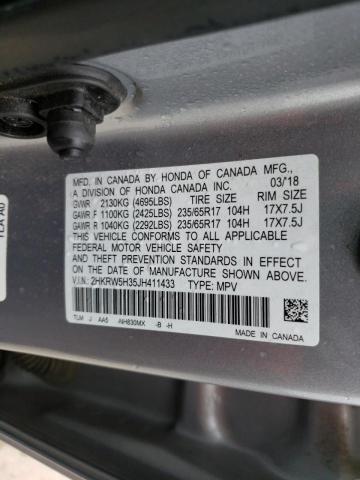 MFD. IN CANADA BY HONDA OF CANADA MFG.,
A DIVISION OF HONDA CANADA INC. 03/18
GVWR 2130KG (4695LBS) TIRE SIZE RIM SIZE
GAWR F 1100KG (2425LBS) 235/65R17 104H 17X7.5J
GAWR R 1040KG (2292LBS) 235/65R17 104H 17X7.5J
THIS VEHICLE CONFORMS TO ALL APPLICABLE
FEDERAL MOTOR VEHICLE SAFETY AND
THEFT PREVENTION STANDARDS IN EFFECT
ON THE DATE OF MANUFACTURE SHOWN ABOVE.
V.I.N.: 2HKRW5H35JH411433 TYPE: MPV
TLM J AA5 -NH830MX -B -H
MADE IN CANADA